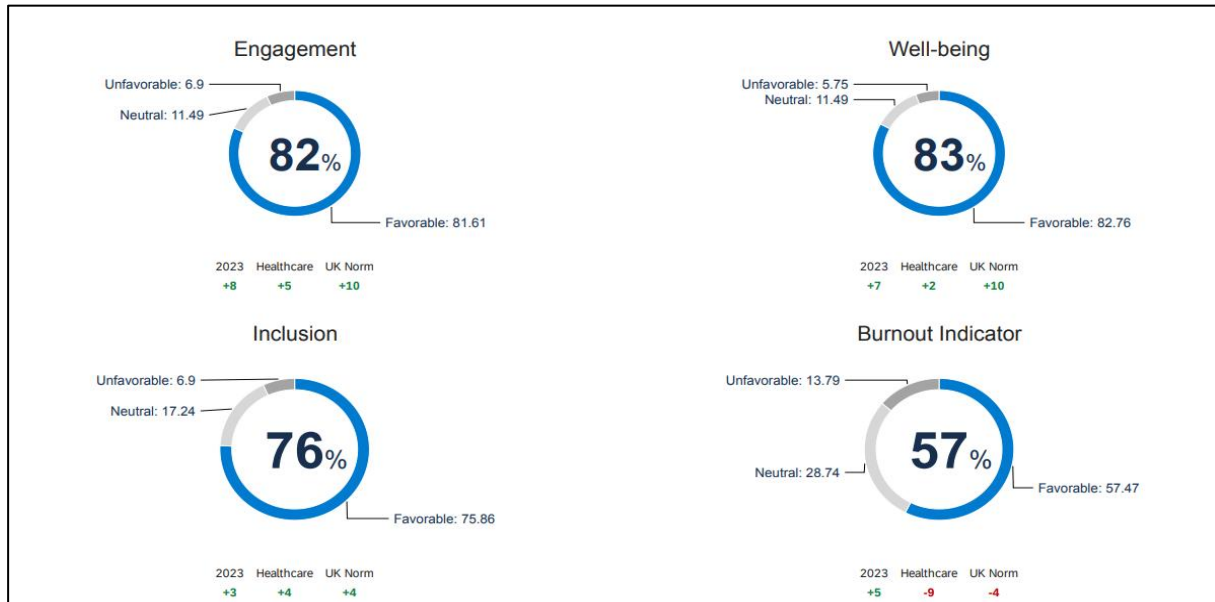 Engagement
Unfavorable: 6.9
Neutral: 11.49
82%
Favorable: 81.61
2023 Healthcare UK Norm
+8 +5 +10
Well-being
Unfavorable: 5.75
Neutral: 11.49
83%
Favorable: 82.76
2023 Healthcare UK Norm
+7 +2 +10
Inclusion
Unfavorable: 6.9
Neutral: 17.24
76%
Favorable: 75.86
2023 Healthcare UK Norm
+3 +4 +4
Burnout Indicator
Unfavorable: 13.79
Neutral: 28.74
57%
Favorable: 57.47
2023 Healthcare UK Norm
+5 -9 -4